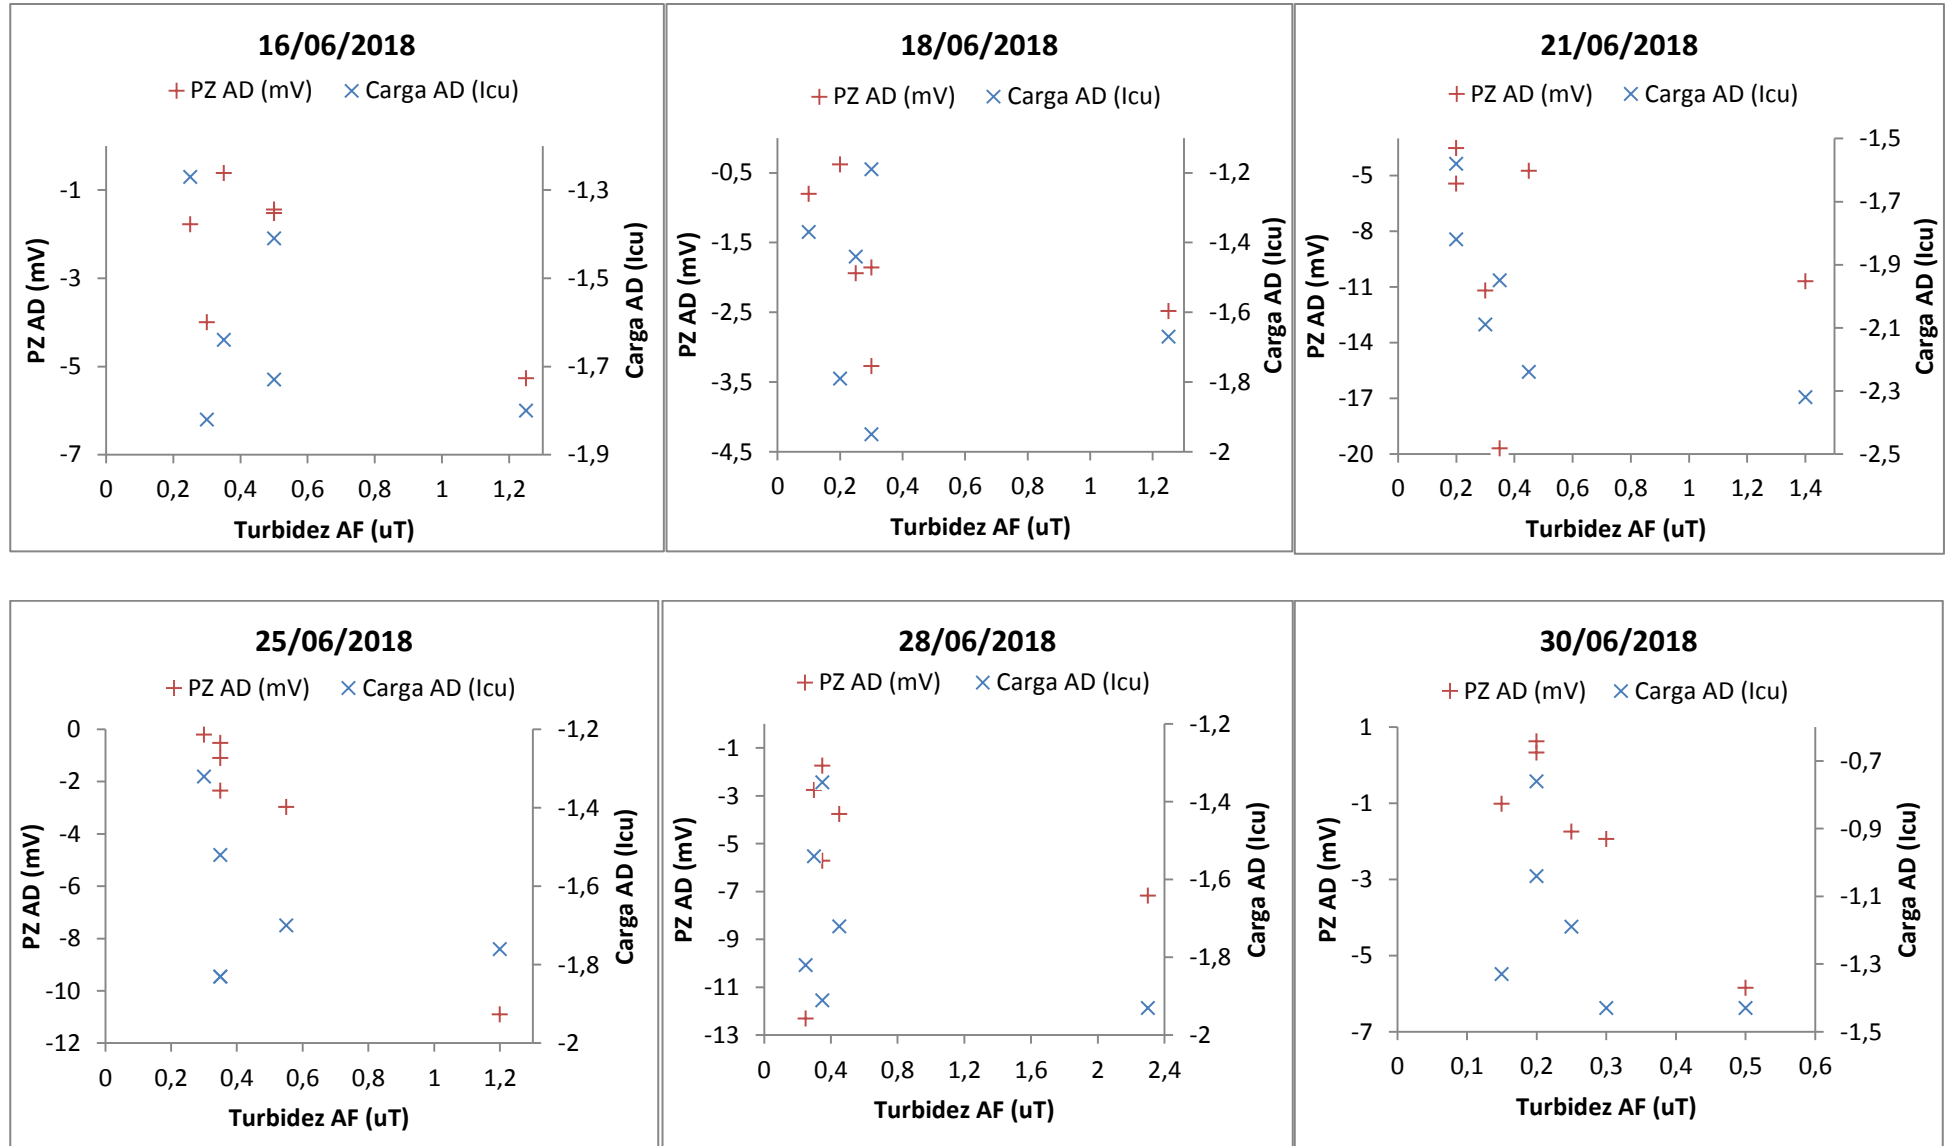 16/06/2018
PZ AD (mV) Carga AD (Icu)
-1
-3
-5
-7
-1,3
-1,5
-1,7
-1,9
0 0,2 0,4 0,6 0,8 1 1,2
PZ AD (mV)
Carga AD (Icu)
Turbidez AF (uT)
18/06/2018
PZ AD (mV) Carga AD (Icu)
-0,5
-1,5
-2,5
-3,5
-4,5
-1,2
-1,4
-1,6
-1,8
-2
0 0,2 0,4 0,6 0,8 1 1,2
PZ AD (mV)
Carga AD (Icu)
Turbidez AF (uT)
21/06/2018
PZ AD (mV) Carga AD (Icu)
-5
-8
-11
-14
-17
-20
-1,5
-1,7
-1,9
-2,1
-2,3
-2,5
0 0,2 0,4 0,6 0,8 1 1,2 1,4
PZ AD (mV)
Carga AD (Icu)
Turbidez AF (uT)
25/06/2018
PZ AD (mV) Carga AD (Icu)
0
-2
-4
-6
-8
-10
-12
-1,2
-1,4
-1,6
-1,8
-2
0 0,2 0,4 0,6 0,8 1 1,2
PZ AD (mV)
Carga AD (Icu)
Turbidez AF (uT)
28/06/2018
PZ AD (mV) Carga AD (Icu)
-1
-3
-5
-7
-9
-11
-13
-1,2
-1,4
-1,6
-1,8
-2
0 0,4 0,8 1,2 1,6 2 2,4
PZ AD (mV)
Carga AD (Icu)
Turbidez AF (uT)
30/06/2018
PZ AD (mV) Carga AD (Icu)
1
-1
-3
-5
-7
-0,7
-0,9
-1,1
-1,3
-1,5
0 0,1 0,2 0,3 0,4 0,5 0,6
PZ AD (mV)
Carga AD (Icu)
Turbidez AF (uT)